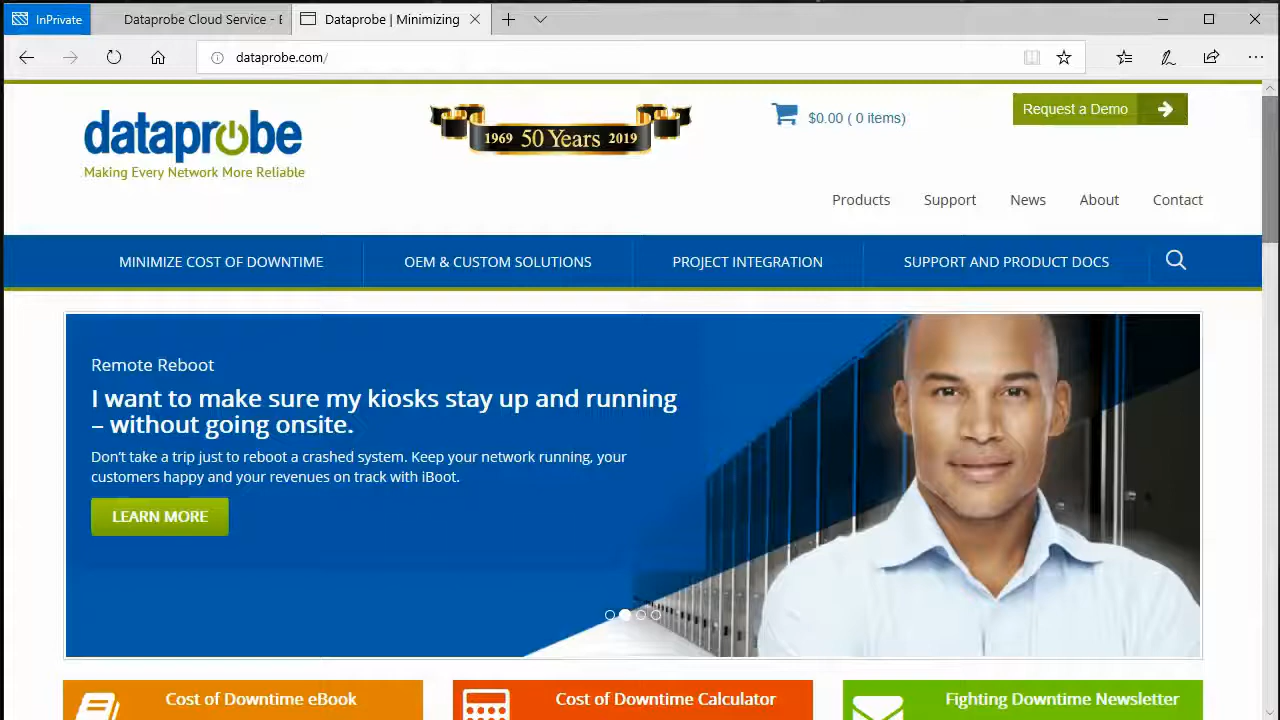 InPrivate
Dataprobe Cloud Service - E
Dataprobe | Minimizing
dataprobe.com/
dataprobe
Making Every Network More Reliable
1969 50 Years 2019
$0.00 ( 0 items)
Request a Demo
Products Support News About Contact
MINIMIZE COST OF DOWNTIME OEM & CUSTOM SOLUTIONS PROJECT INTEGRATION SUPPORT AND PRODUCT DOCS
Remote Reboot
I want to make sure my kiosks stay up and running
– without going onsite.
Don't take a trip just to reboot a crashed system. Keep your network running, your
customers happy and your revenues on track with iBoot.
LEARN MORE
Cost of Downtime eBook
Cost of Downtime Calculator
Fighting Downtime Newsletter